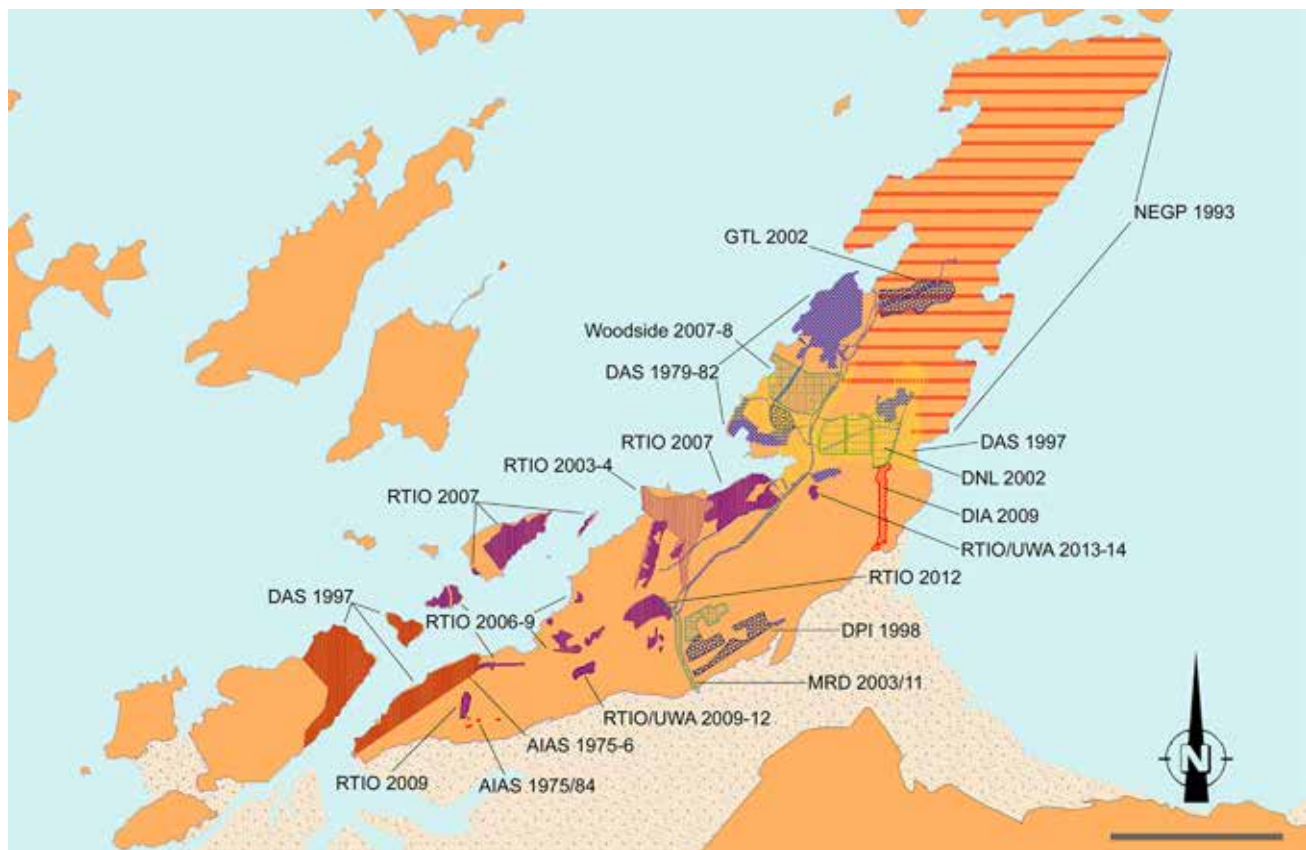 NEGP 1993
GTL 2002
Woodside 2007-8
DAS 1979-82
RTIO 2007
DAS 1997
RTIO 2003-4
DNL 2002
RTIO 2007
DIA 2009
RTIO/UWA 2013-14
RTIO 2012
DAS 1997
RTIO 2006-9
DPI 1998
MRD 2003/11
RTIO/UWA 2009-12
AIAS 1975-6
RTIO 2009
AIAS 1975/84
N